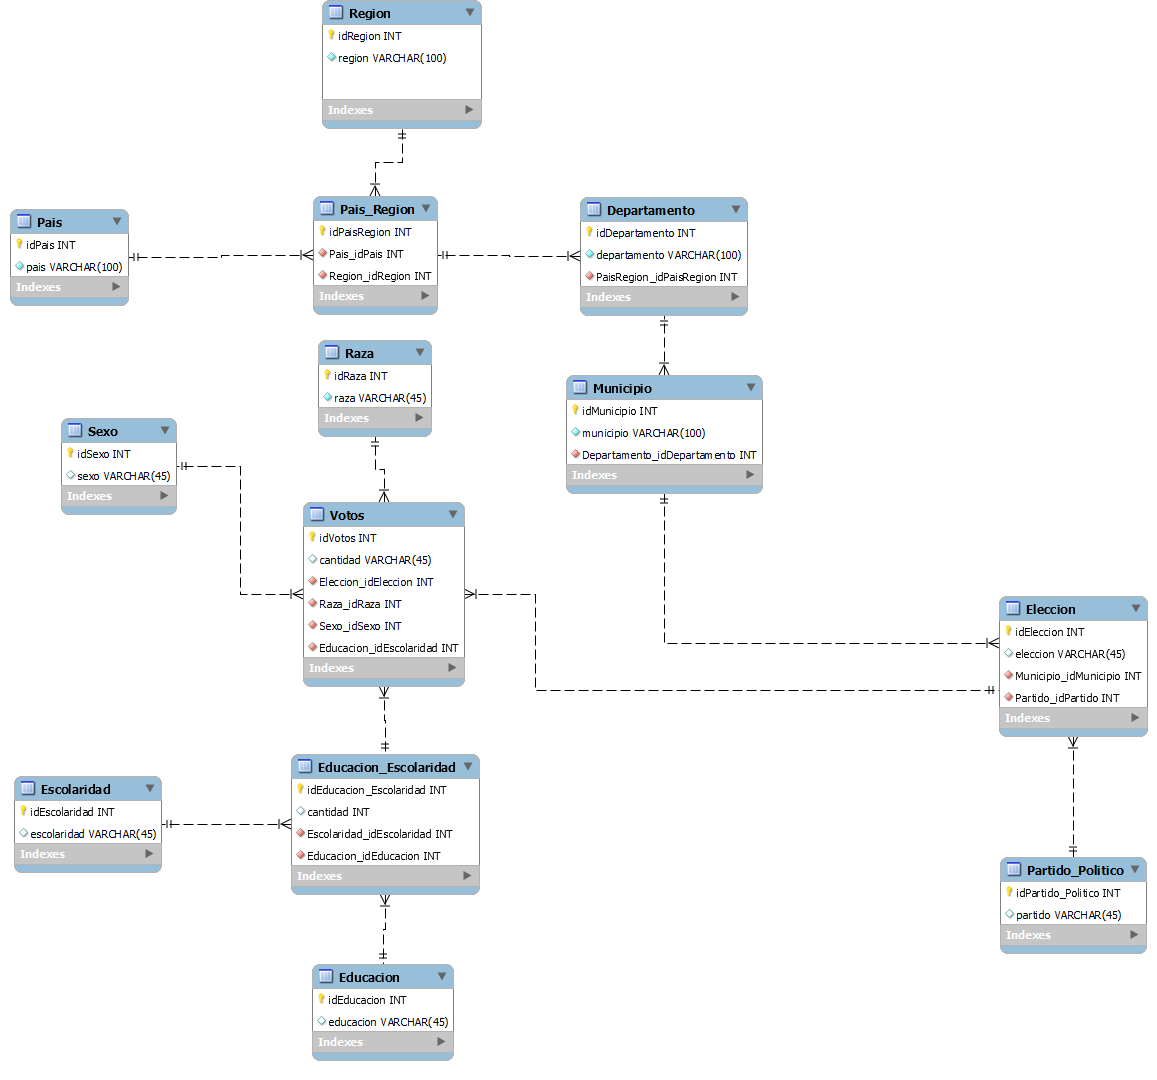 Region
idRegion INT
region VARCHAR(100)
Indexes
Pais
idPais INT
pais VARCHAR(100)
Indexes
Pais_Region
idPaisRegion INT
Pais_idPais INT
Region_idRegion INT
Indexes
Departamento
idDepartamento INT
departamento VARCHAR(100)
PaisRegion_idPaisRegion INT
Indexes
Raza
idRaza INT
raza VARCHAR(45)
Indexes
Municipio
idMunicipio INT
municipio VARCHAR(100)
Departamento_idDepartamento INT
Indexes
Sexo
idSexo INT
sexo VARCHAR(45)
Indexes
Votos
idVotos INT
cantidad VARCHAR(45)
Eleccion_idEleccion INT
Raza_idRaza INT
Sexo_idSexo INT
Educacion_idEscolaridad INT
Indexes
Eleccion
idEleccion INT
eleccion VARCHAR(45)
Municipio_idMunicipio INT
Partido_idPartido INT
Indexes
Escolaridad
idEscolaridad INT
escolaridad VARCHAR(45)
Indexes
Educacion_Escolaridad
idEducacion_Escolaridad INT
cantidad INT
Escolaridad_idEscolaridad INT
Educacion_idEducacion INT
Indexes
Partido_Politico
idPartido_Politico INT
partido VARCHAR(45)
Indexes
Educacion
idEducacion INT
educacion VARCHAR(45)
Indexes